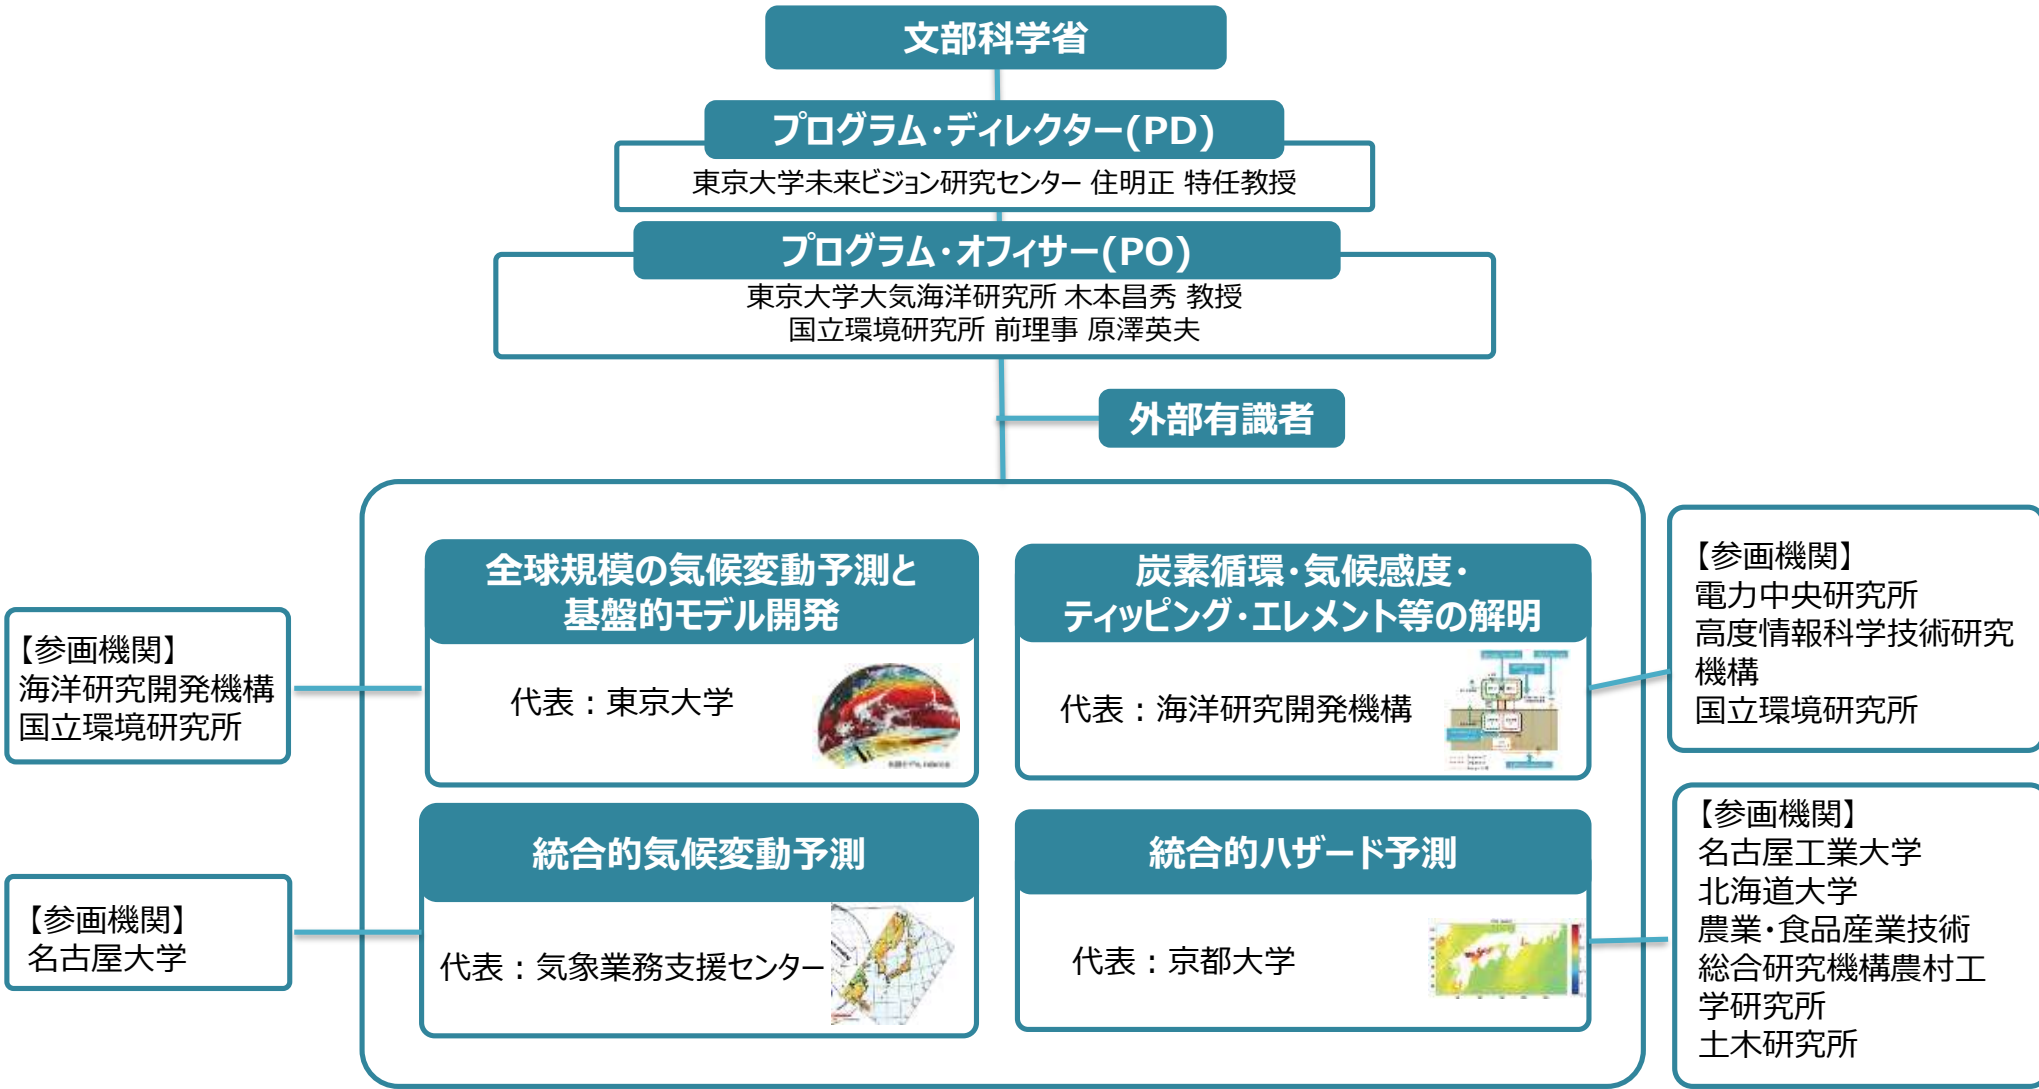 文部科学省
プログラム・ディレクター(PD)
東京大学未来ビジョン研究センター 住明正 特任教授
プログラム・オフィサー(PO)
東京大学大気海洋研究所 木本昌秀 教授
国立環境研究所 前理事 原澤英夫
外部有識者
全球規模の気候変動予測と
基盤的モデル開発
代表：東京大学
【参画機関】
海洋研究開発機構
国立環境研究所
炭素循環・気候感度・
ティッピング・エレメント等の解明
代表：海洋研究開発機構
【参画機関】
電力中央研究所
高度情報科学技術研究
機構
国立環境研究所
統合的気候変動予測
代表：気象業務支援センター
【参画機関】
名古屋大学
統合的ハザード予測
代表：京都大学
【参画機関】
名古屋工業大学
北海道大学
農業・食品産業技術
総合研究機構農村工
学研究所
土木研究所